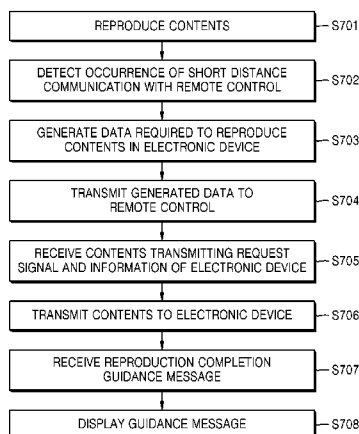 REPRODUCE CONTENTS
S701
DETECT OCCURRENCE OF SHORT DISTANCE
COMMUNICATION WITH REMOTE CONTROL
S702
GENERATE DATA REQUIRED TO REPRODUCE
CONTENTS IN ELECTRONIC DEVICE
S703
TRANSMIT GENERATED DATA TO
REMOTE CONTROL
S704
RECEIVE CONTENTS TRANSMITTING REQUEST
SIGNAL AND INFORMATION OF ELECTRONIC DEVICE
S705
TRANSMIT CONTENTS TO ELECTRONIC DEVICE
S706
RECEIVE REPRODUCTION COMPLETION
GUIDANCE MESSAGE
S707
DISPLAY GUIDANCE MESSAGE
S708